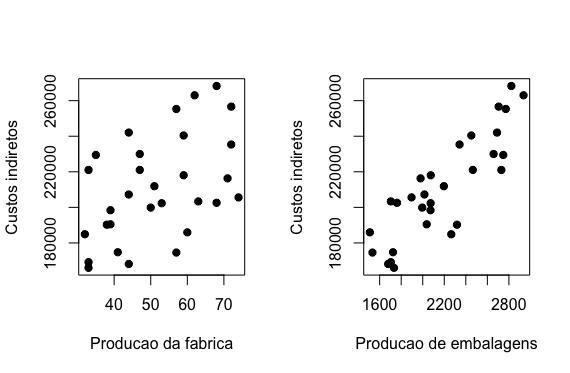 Custos indiretos
180000 220000 260000
40 50 60 70
Producao da fabrica
Custos indiretos
180000 220000 260000
1600 2200 2800
Producao de embalagens